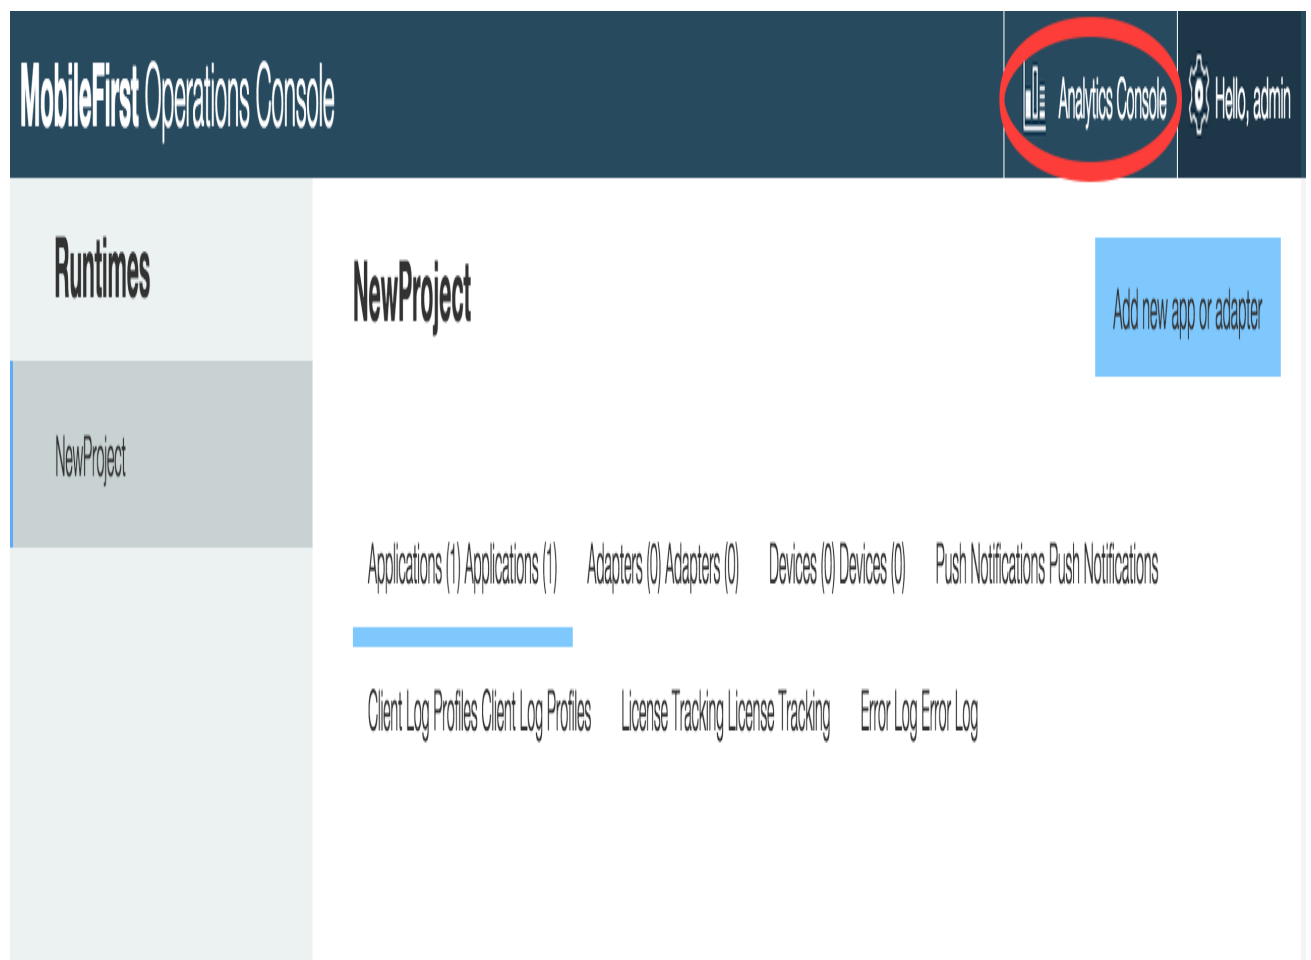 MobileFirst Operations Console
Analytics Console
Hello, admin
Runtimes
NewProject
NewProject
Add new app or adapter
Applications (1) Applications (1) Adapters (0) Adapters (0) Devices (0) Devices (0) Push Notifications Push Notifications
Client Log Profiles Client Log Profiles License Tracking License Tracking Error Log Error Log